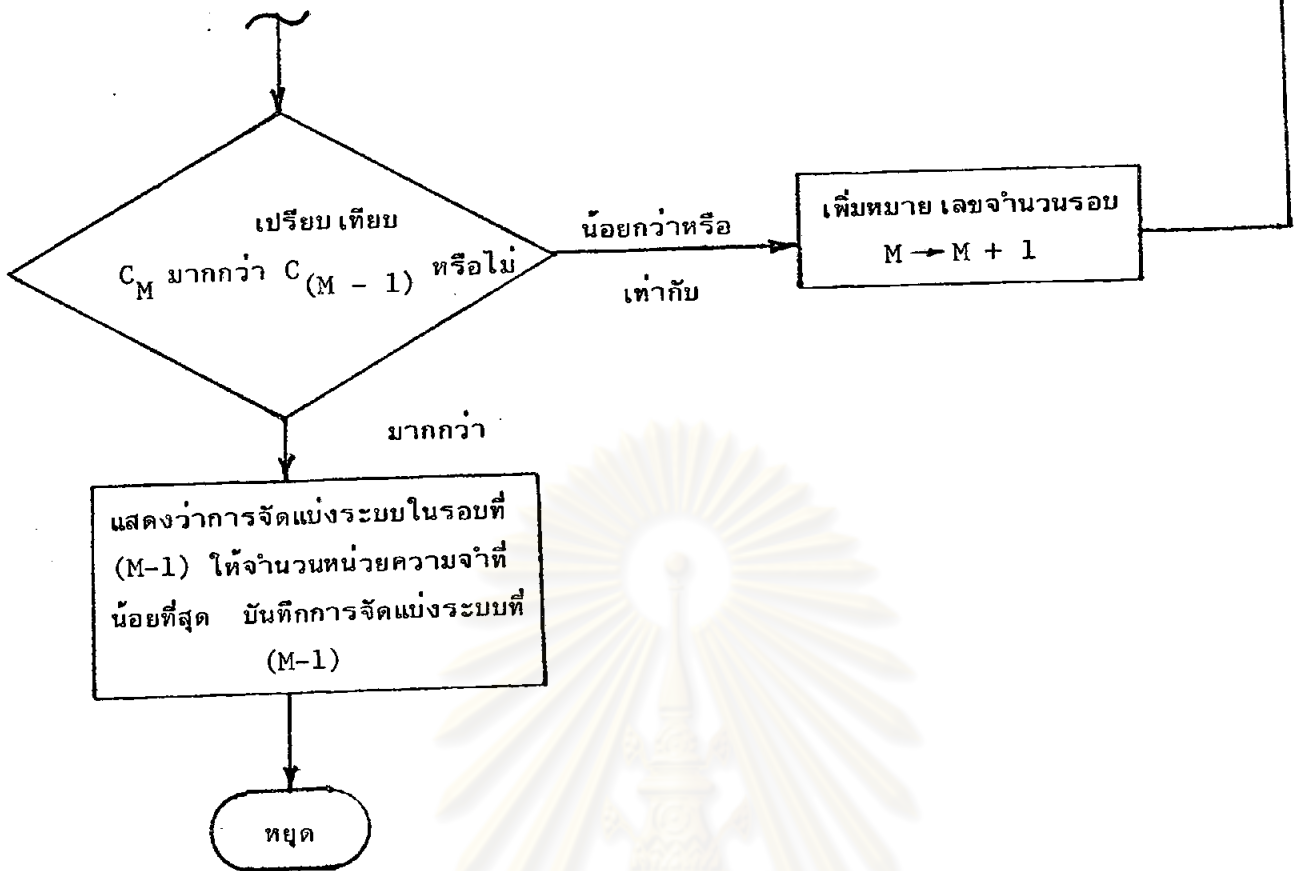 เปรียบเทียบ
C_M มากกว่า C_(M - 1) หรือไม่
น้อยกว่าหรือ
เท่ากับ
เพิ่มหมายเลขจำนวนรอบ
M → M + 1
มากกว่า
แสดงว่าการจัดแบ่งระบบในรอบที่
(M-1) ให้จำนวนหน่วยความจำที่
น้อยที่สุด บันทึกการจัดแบ่งระบบที่
(M-1)
หยุด